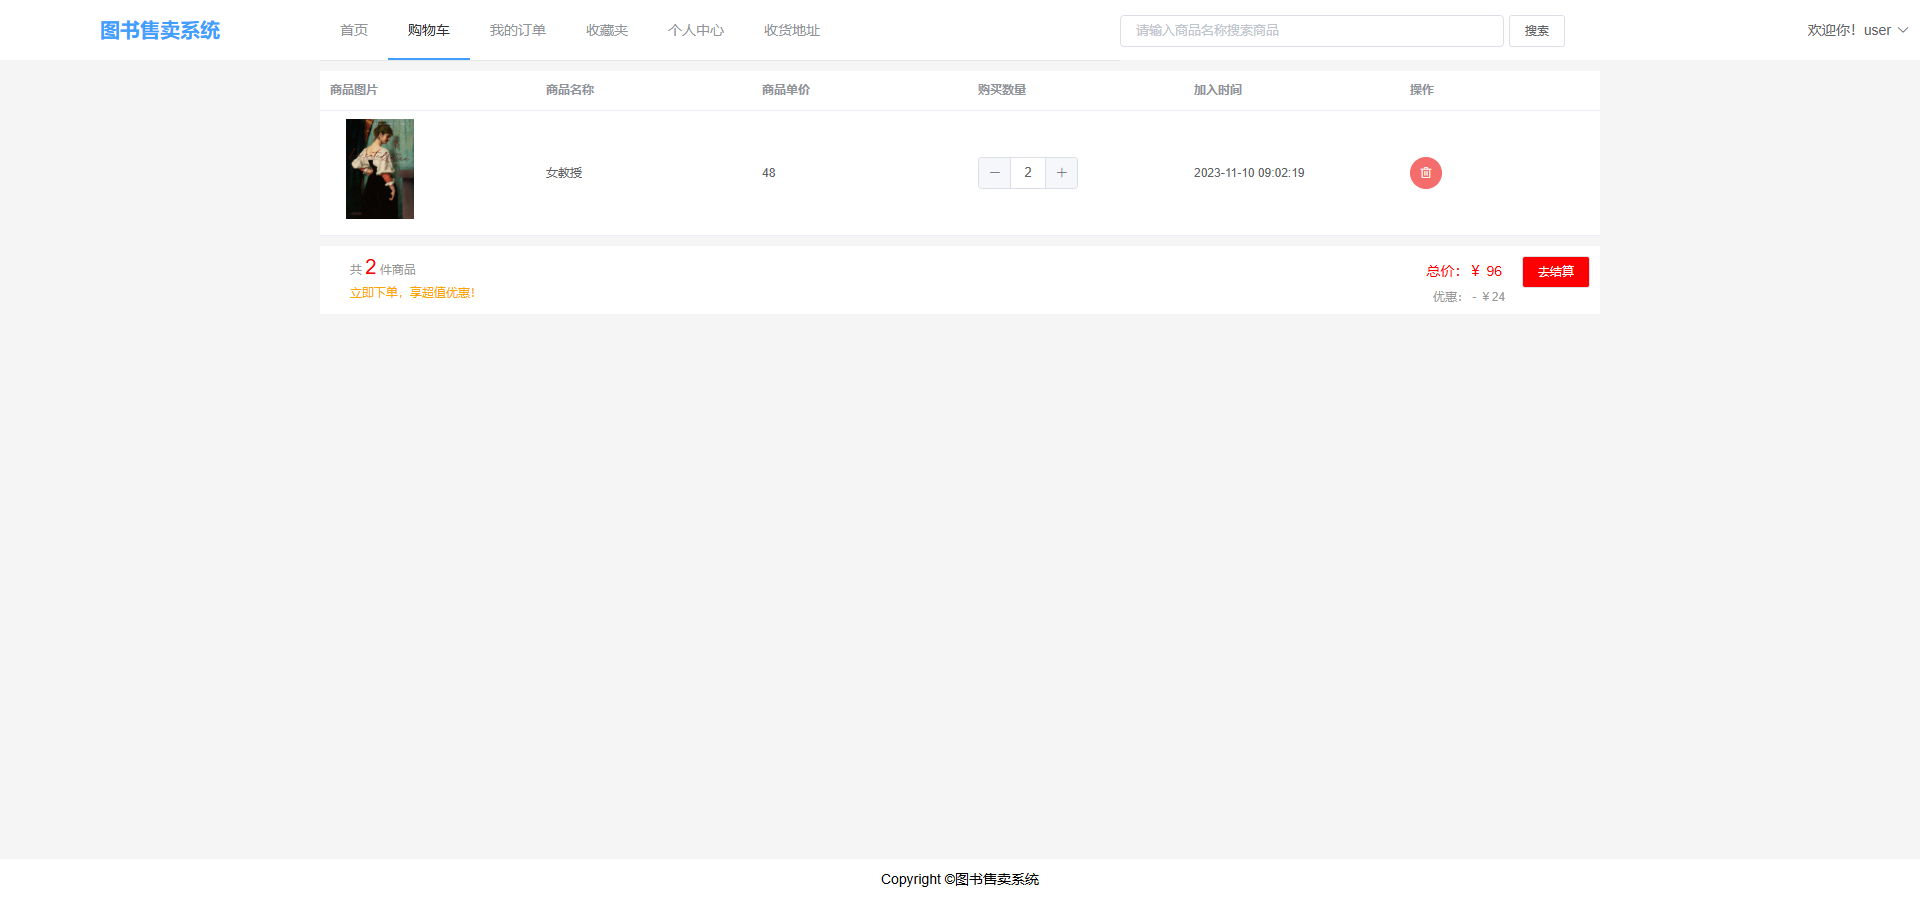 图书售卖系统
首页 购物车 我的订单 收藏夹 个人中心 收货地址
请输入商品名称搜索商品 搜索
欢迎你！user
商品图片 商品名称 商品单价 购买数量 加入时间 操作
女教授 48 2 2023-11-10 09:02:19
共 2 件商品
立即下单，享超值优惠！
总价：￥ 96 去结算
优惠： - ￥24
Copyright ©图书售卖系统